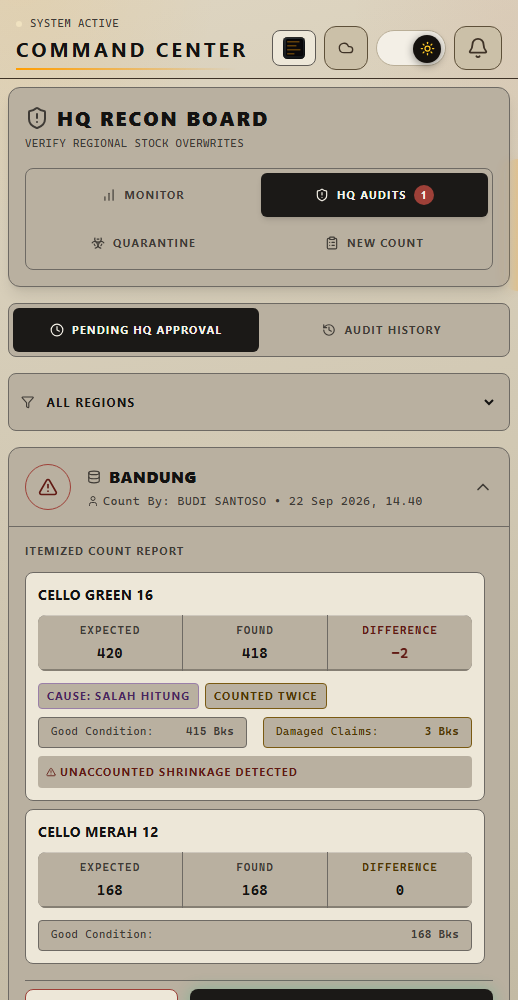 SYSTEM ACTIVE
COMMAND CENTER
HQ RECON BOARD
VERIFY REGIONAL STOCK OVERWRITES
MONITOR
HQ AUDITS 1
QUARANTINE
NEW COUNT
PENDING HQ APPROVAL
AUDIT HISTORY
ALL REGIONS
BANDUNG
Count By: BUDI SANTOSO • 22 Sep 2026, 14.40
ITEMIZED COUNT REPORT
CELLO GREEN 16
EXPECTED FOUND DIFFERENCE
420 418 −2
CAUSE: SALAH HITUNG COUNTED TWICE
Good Condition: 415 Bks Damaged Claims: 3 Bks
UNACCOUNTED SHRINKAGE DETECTED
CELLO MERAH 12
EXPECTED FOUND DIFFERENCE
168 168 0
Good Condition: 168 Bks